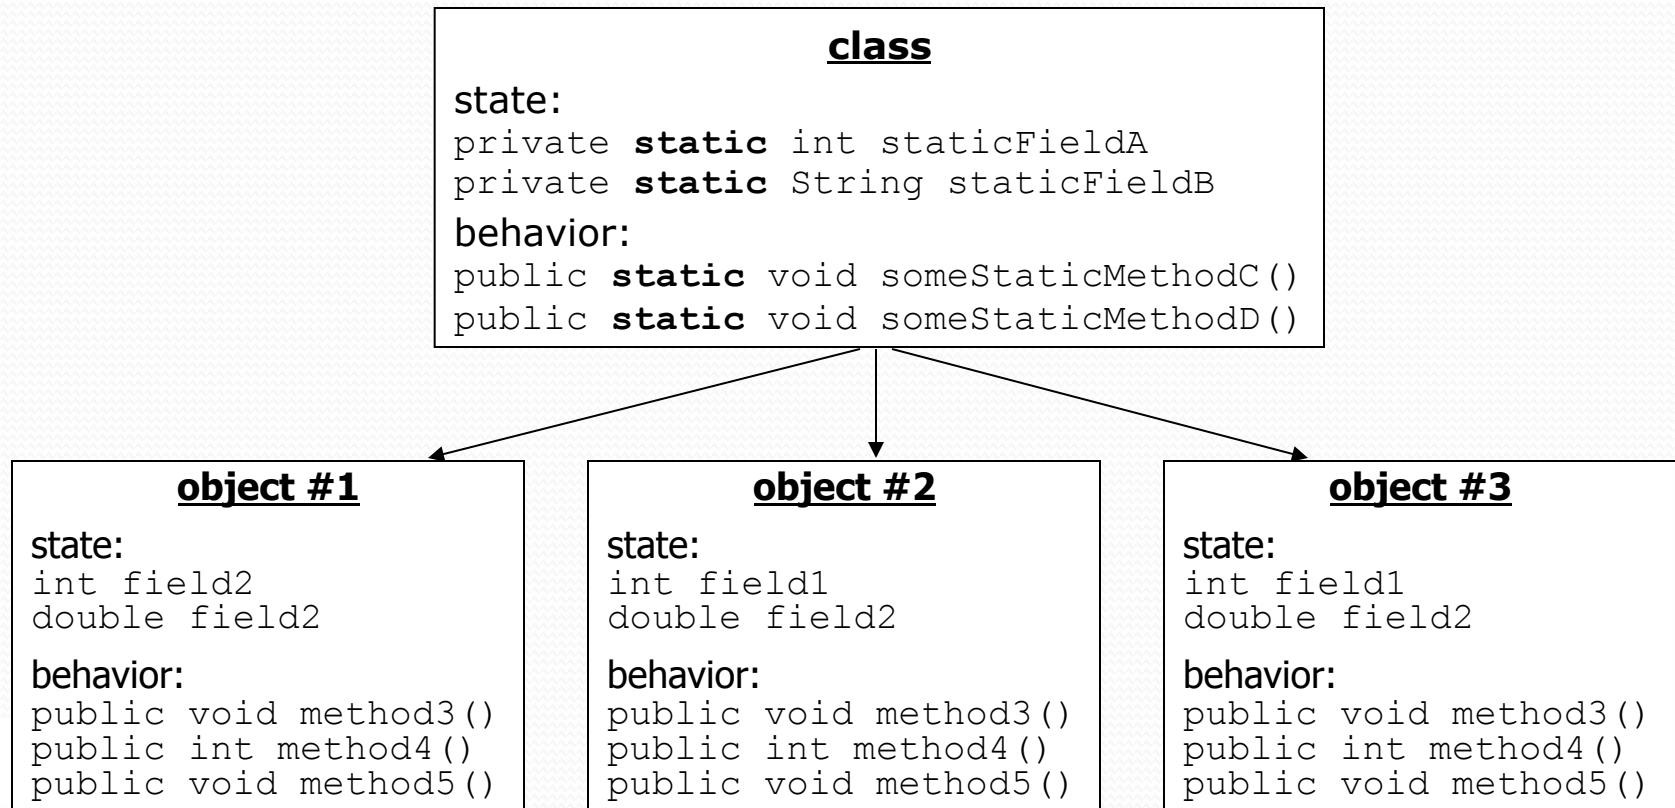 class
state:
private static int staticFieldA
private static String staticFieldB
behavior:
public static void someStaticMethodC()
public static void someStaticMethodD()
object #1
state:
int field2
double field2
behavior:
public void method3()
public int method4()
public void method5()
object #2
state:
int field1
double field2
behavior:
public void method3()
public int method4()
public void method5()
object #3
state:
int field1
double field2
behavior:
public void method3()
public int method4()
public void method5()